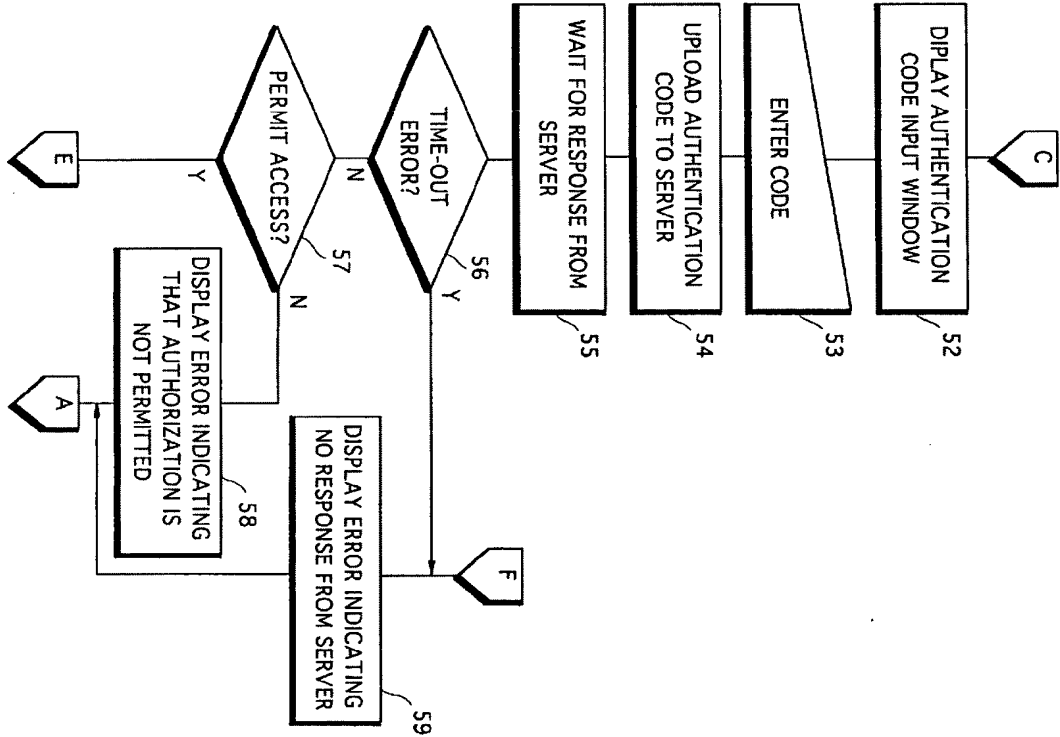 C
DIPLAY AUTHENTICATION
CODE INPUT WINDOW
52
ENTER CODE
53
UPLOAD AUTHENTICATION
CODE TO SERVER
54
WAIT FOR RESPONSE FROM
SERVER
55
TIME-OUT
ERROR?
56
Y
N
F
PERMIT ACCESS?
57
N
Y
DISPLAY ERROR INDICATING
NO RESPONSE FROM SERVER
59
DISPLAY ERROR INDICATING
THAT AUTHORIZATION IS
NOT PERMITTED
58
E
A